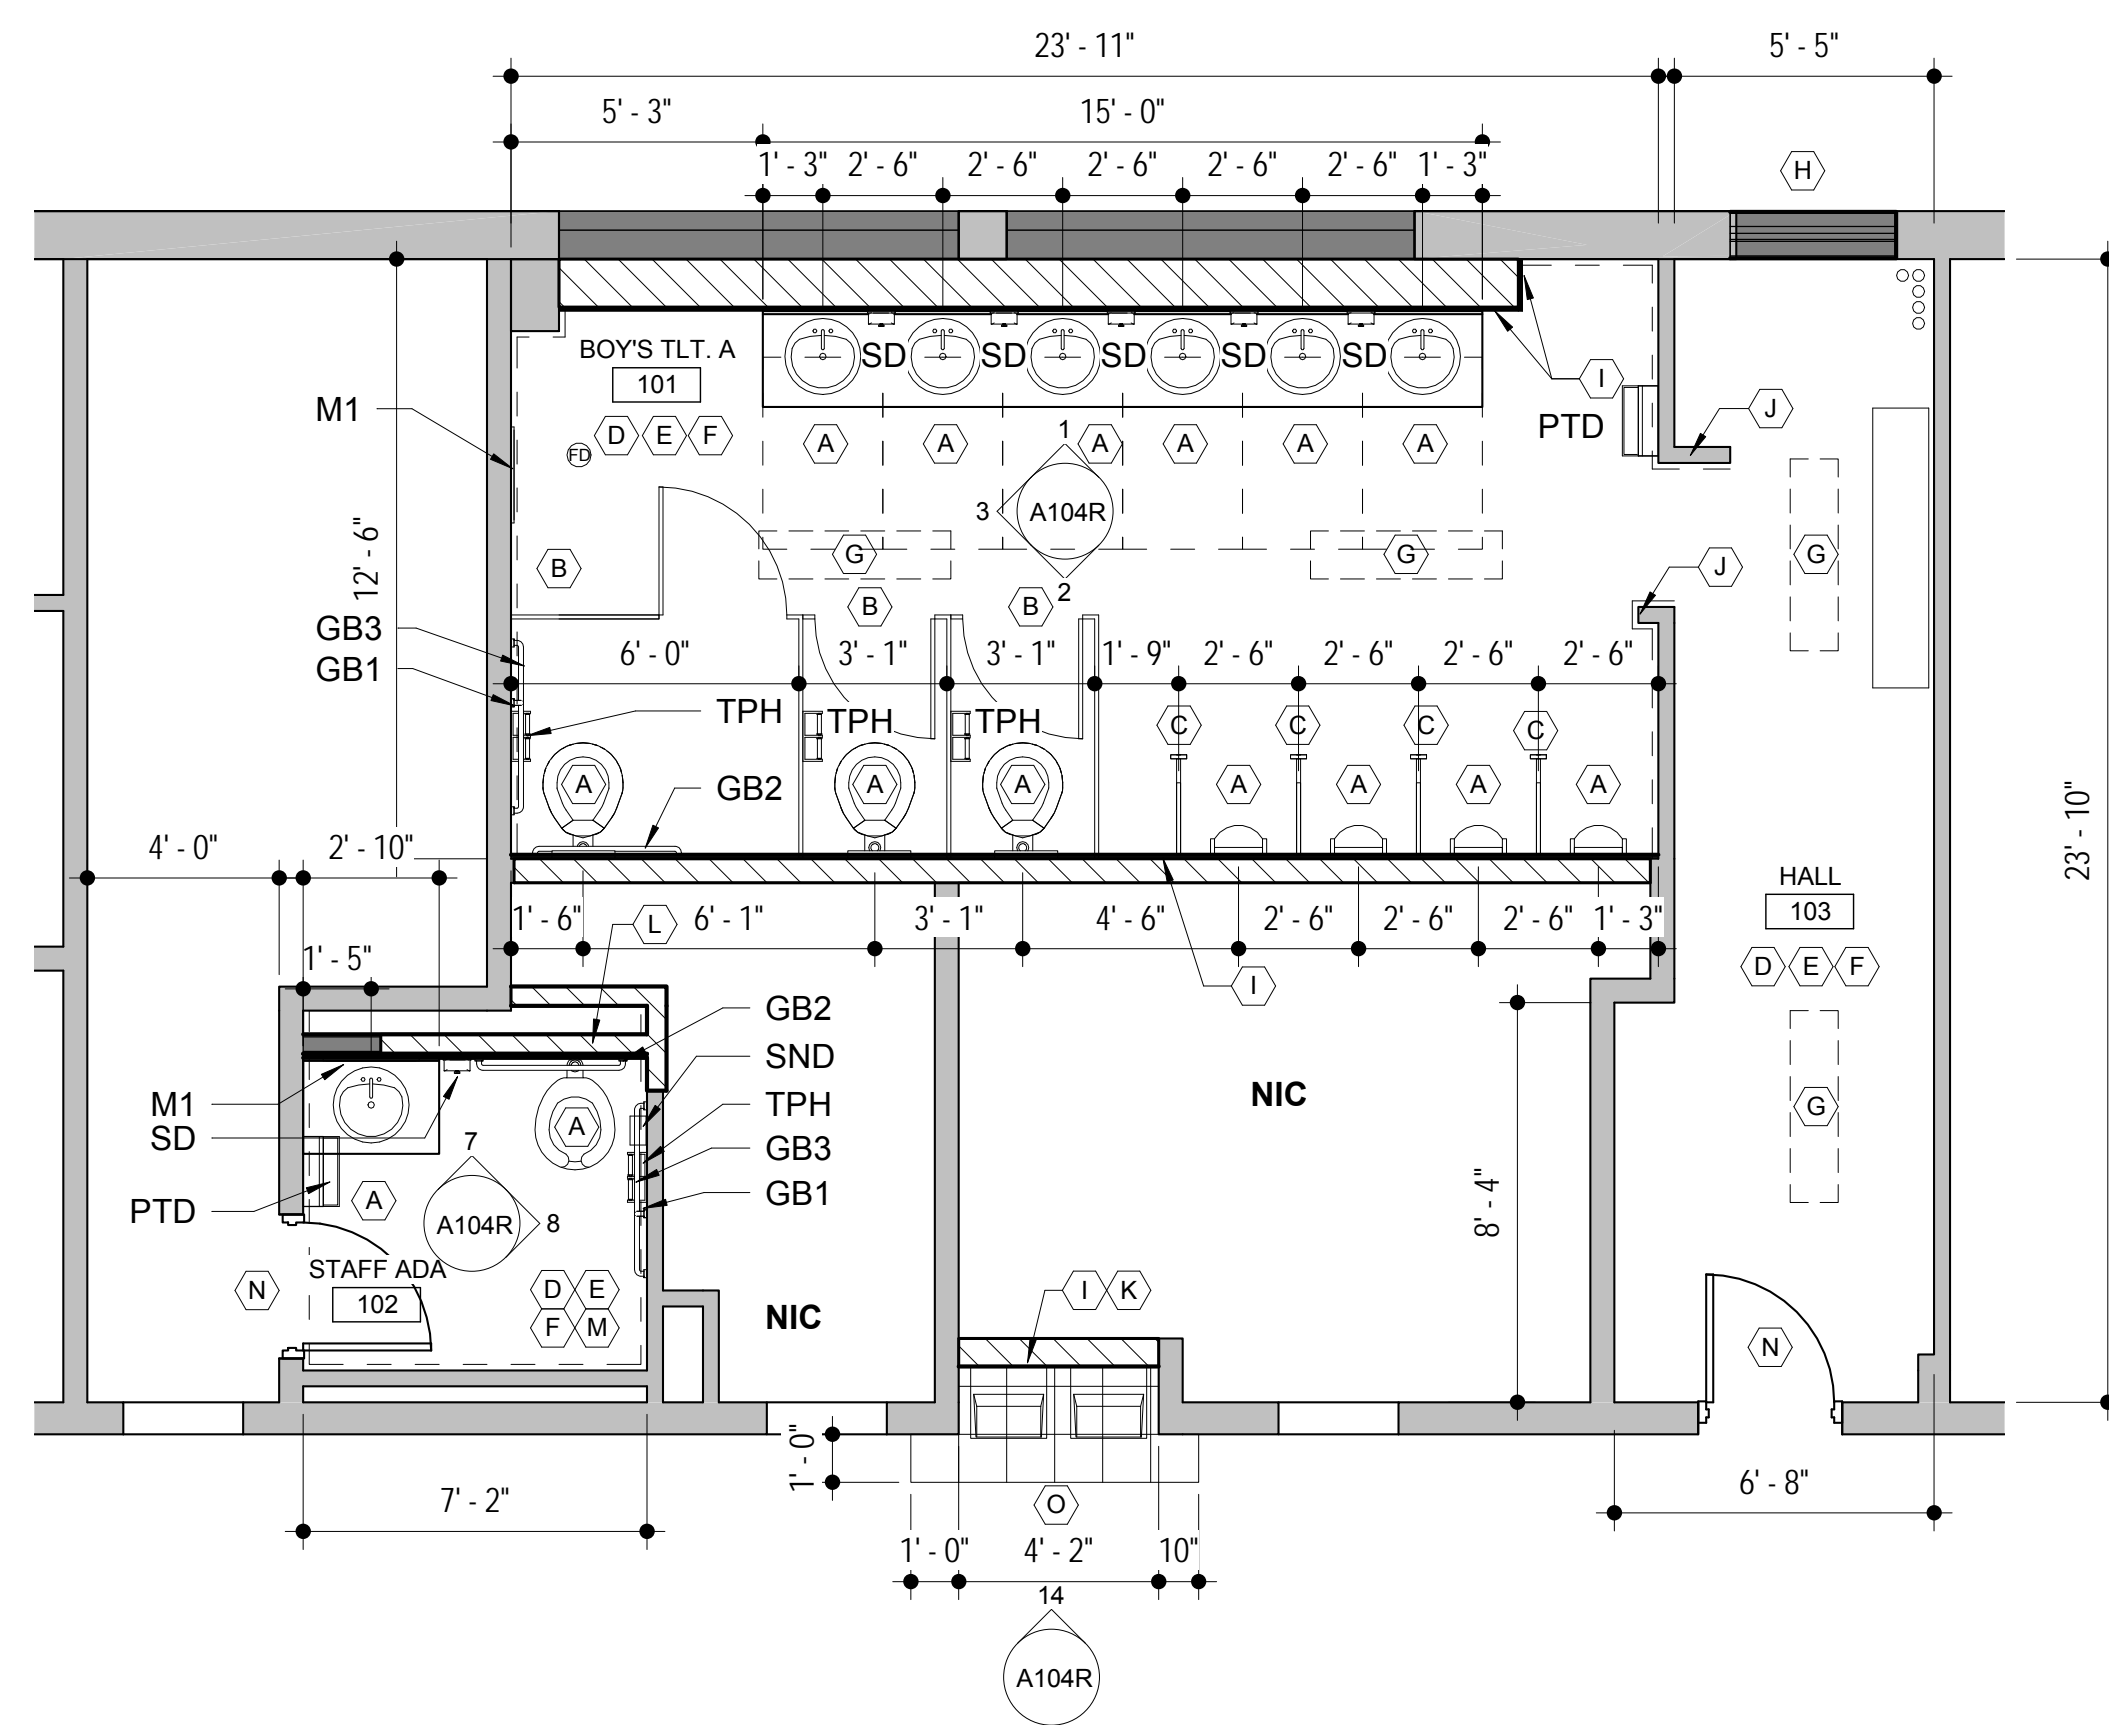 23' - 11"
5' - 5"
5' - 3"
15' - 0"
1' - 3"
2' - 6"
2' - 6"
2' - 6"
2' - 6"
2' - 6"
1' - 3"
H
BOY'S TLT. A
101
SD
SD
SD
SD
SD
I
M1
D
E
F
FD
A
A
A
A
A
A
PTD
J
1
3
A104R
2
12' - 6"
B
G
G
J
G
B
B
GB3
GB1
6' - 0"
3' - 1"
3' - 1"
1' - 9"
2' - 6"
2' - 6"
2' - 6"
2' - 6"
TPH
TPH
TPH
C
C
C
C
GB2
A
A
A
A
A
A
A
23' - 10"
4' - 0"
2' - 10"
HALL
103
1' - 6"
L
6' - 1"
3' - 1"
4' - 6"
2' - 6"
2' - 6"
2' - 6"
1' - 3"
1' - 5"
D
E
F
I
GB2
SND
TPH
GB3
GB1
NIC
G
M1
SD
A
7
PTD
A
A104R
8
8' - 4"
STAFF ADA
102
N
D
E
F
M
NIC
I
K
N
1' - 0"
7' - 2"
O
6' - 8"
1' - 0"
4' - 2"
10"
14
A104R